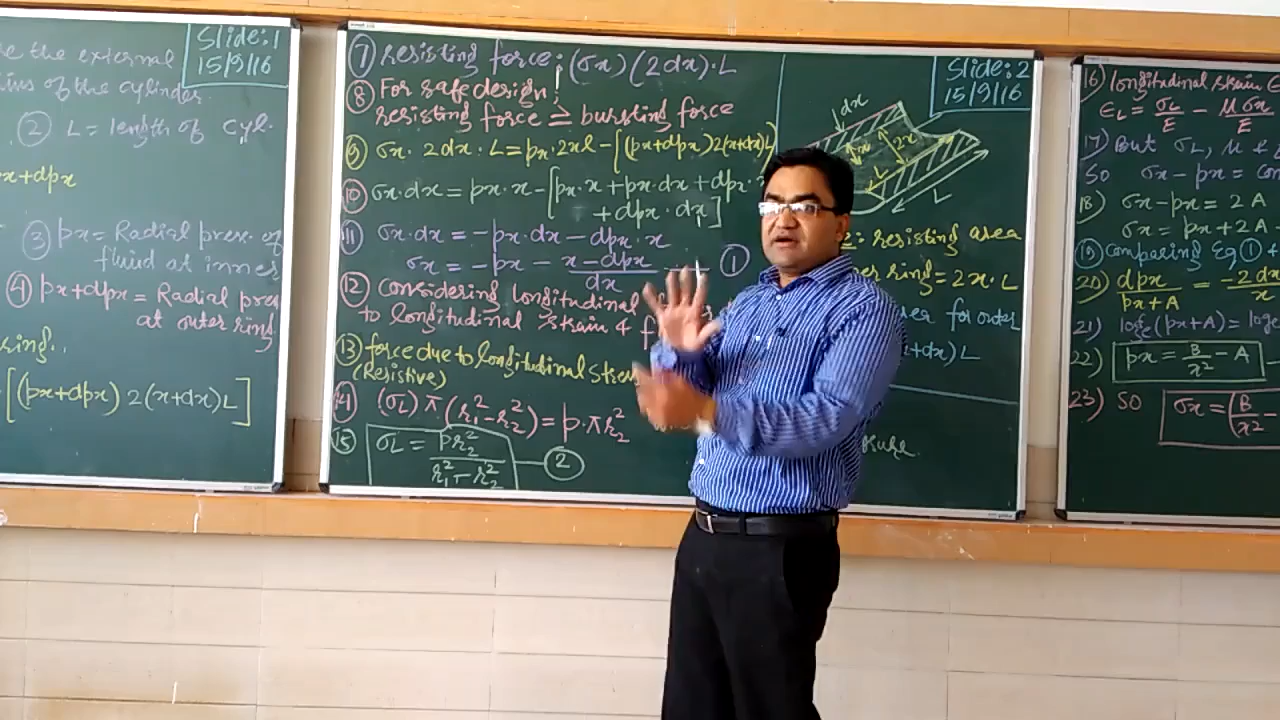 Slide:1
15/9/16
the external
of the cylinder.
② L = length of cyl.
x+dpx
③ px = Radial pres. of
fluid at inner
④ px+dpx = Radial pres
at outer ring
ring.
[(px+dpx) 2(x+dx)L]
Slide:2
15/9/16
⑦ resisting force: (σx)(2dx)·L
⑧ For safe design,
resisting force ≥ bursting force
⑨ σx· 2dx· L = px·2xl - [(px+dpx)2(x+dx)L]
⑩ σx·dx = px·x - [px·x + px·dx + dpx·
+ dpx·dx]
11) σx·dx = -px·dx - dpx·x
σx = -px - x-dpx/dx — ①
dx
x
2x
L
L
resisting area
ring = 2x·L
for outer
+dx)L
⑫ considering longitudinal
to longitudinal strain &
⑬ force due to longitudinal stres
(Resistive)
⑭ (σL) π (r₁²-r₂²) = p·πr₂²
⑮ σL = pr₂²/r₁²-r₂² — ②
16) longitudinal strain E
ϵL = σL/E - μσx/E
17) But σL, μ &
So σx - px = con
18) σx-px = 2A
σx = px+2A
19) comparing Eq ①
20) dpx/px+A = -2dx/x
21) logₑ(px+A) = logₑ
22) px = B/x² - A
23) so σx = (B/x² -